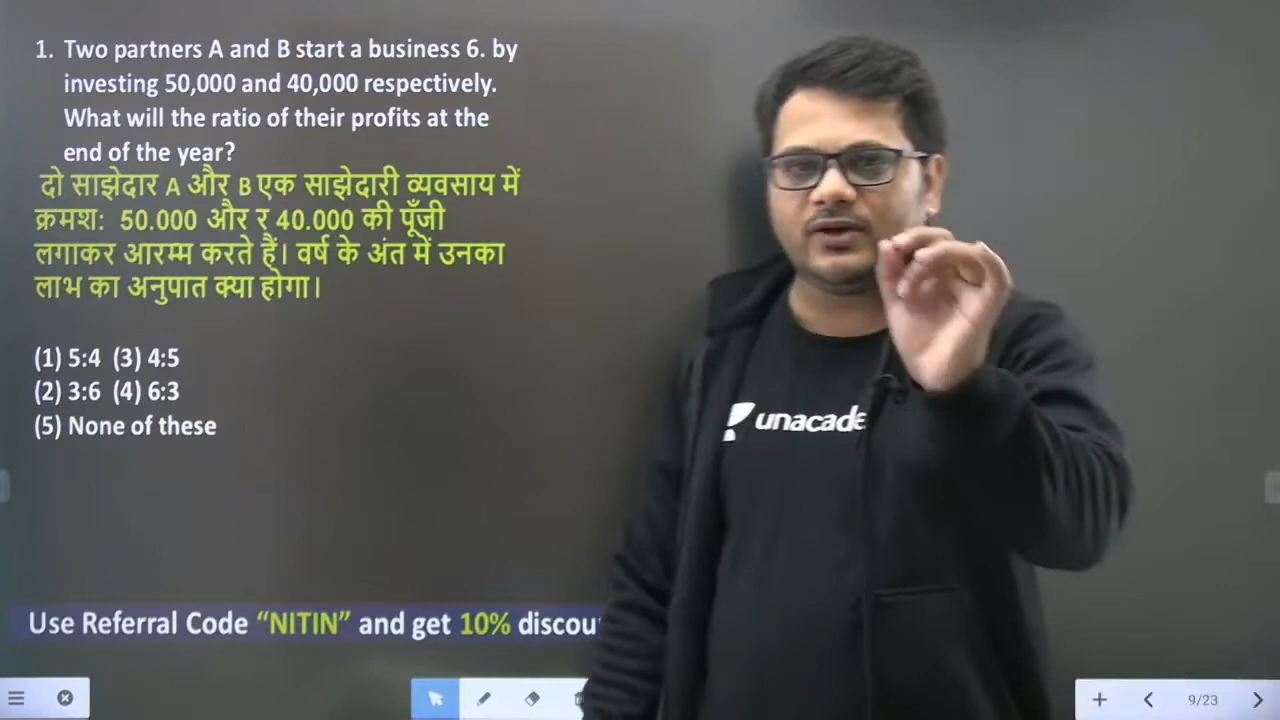 1. Two partners A and B start a business 6. by
investing 50,000 and 40,000 respectively.
What will the ratio of their profits at the
end of the year?
दो साझेदार A और B एक साझेदारी व्यवसाय में
क्रमश: 50.000 और र 40.000 की पूँजी
लगाकर आरम्म करते हैं। वर्ष के अंत में उनका
लाभ का अनुपात क्या होगा।
(1) 5:4 (3) 4:5
(2) 3:6 (4) 6:3
(5) None of these
unacade
Use Referral Code “NITIN” and get 10% discou
9/23